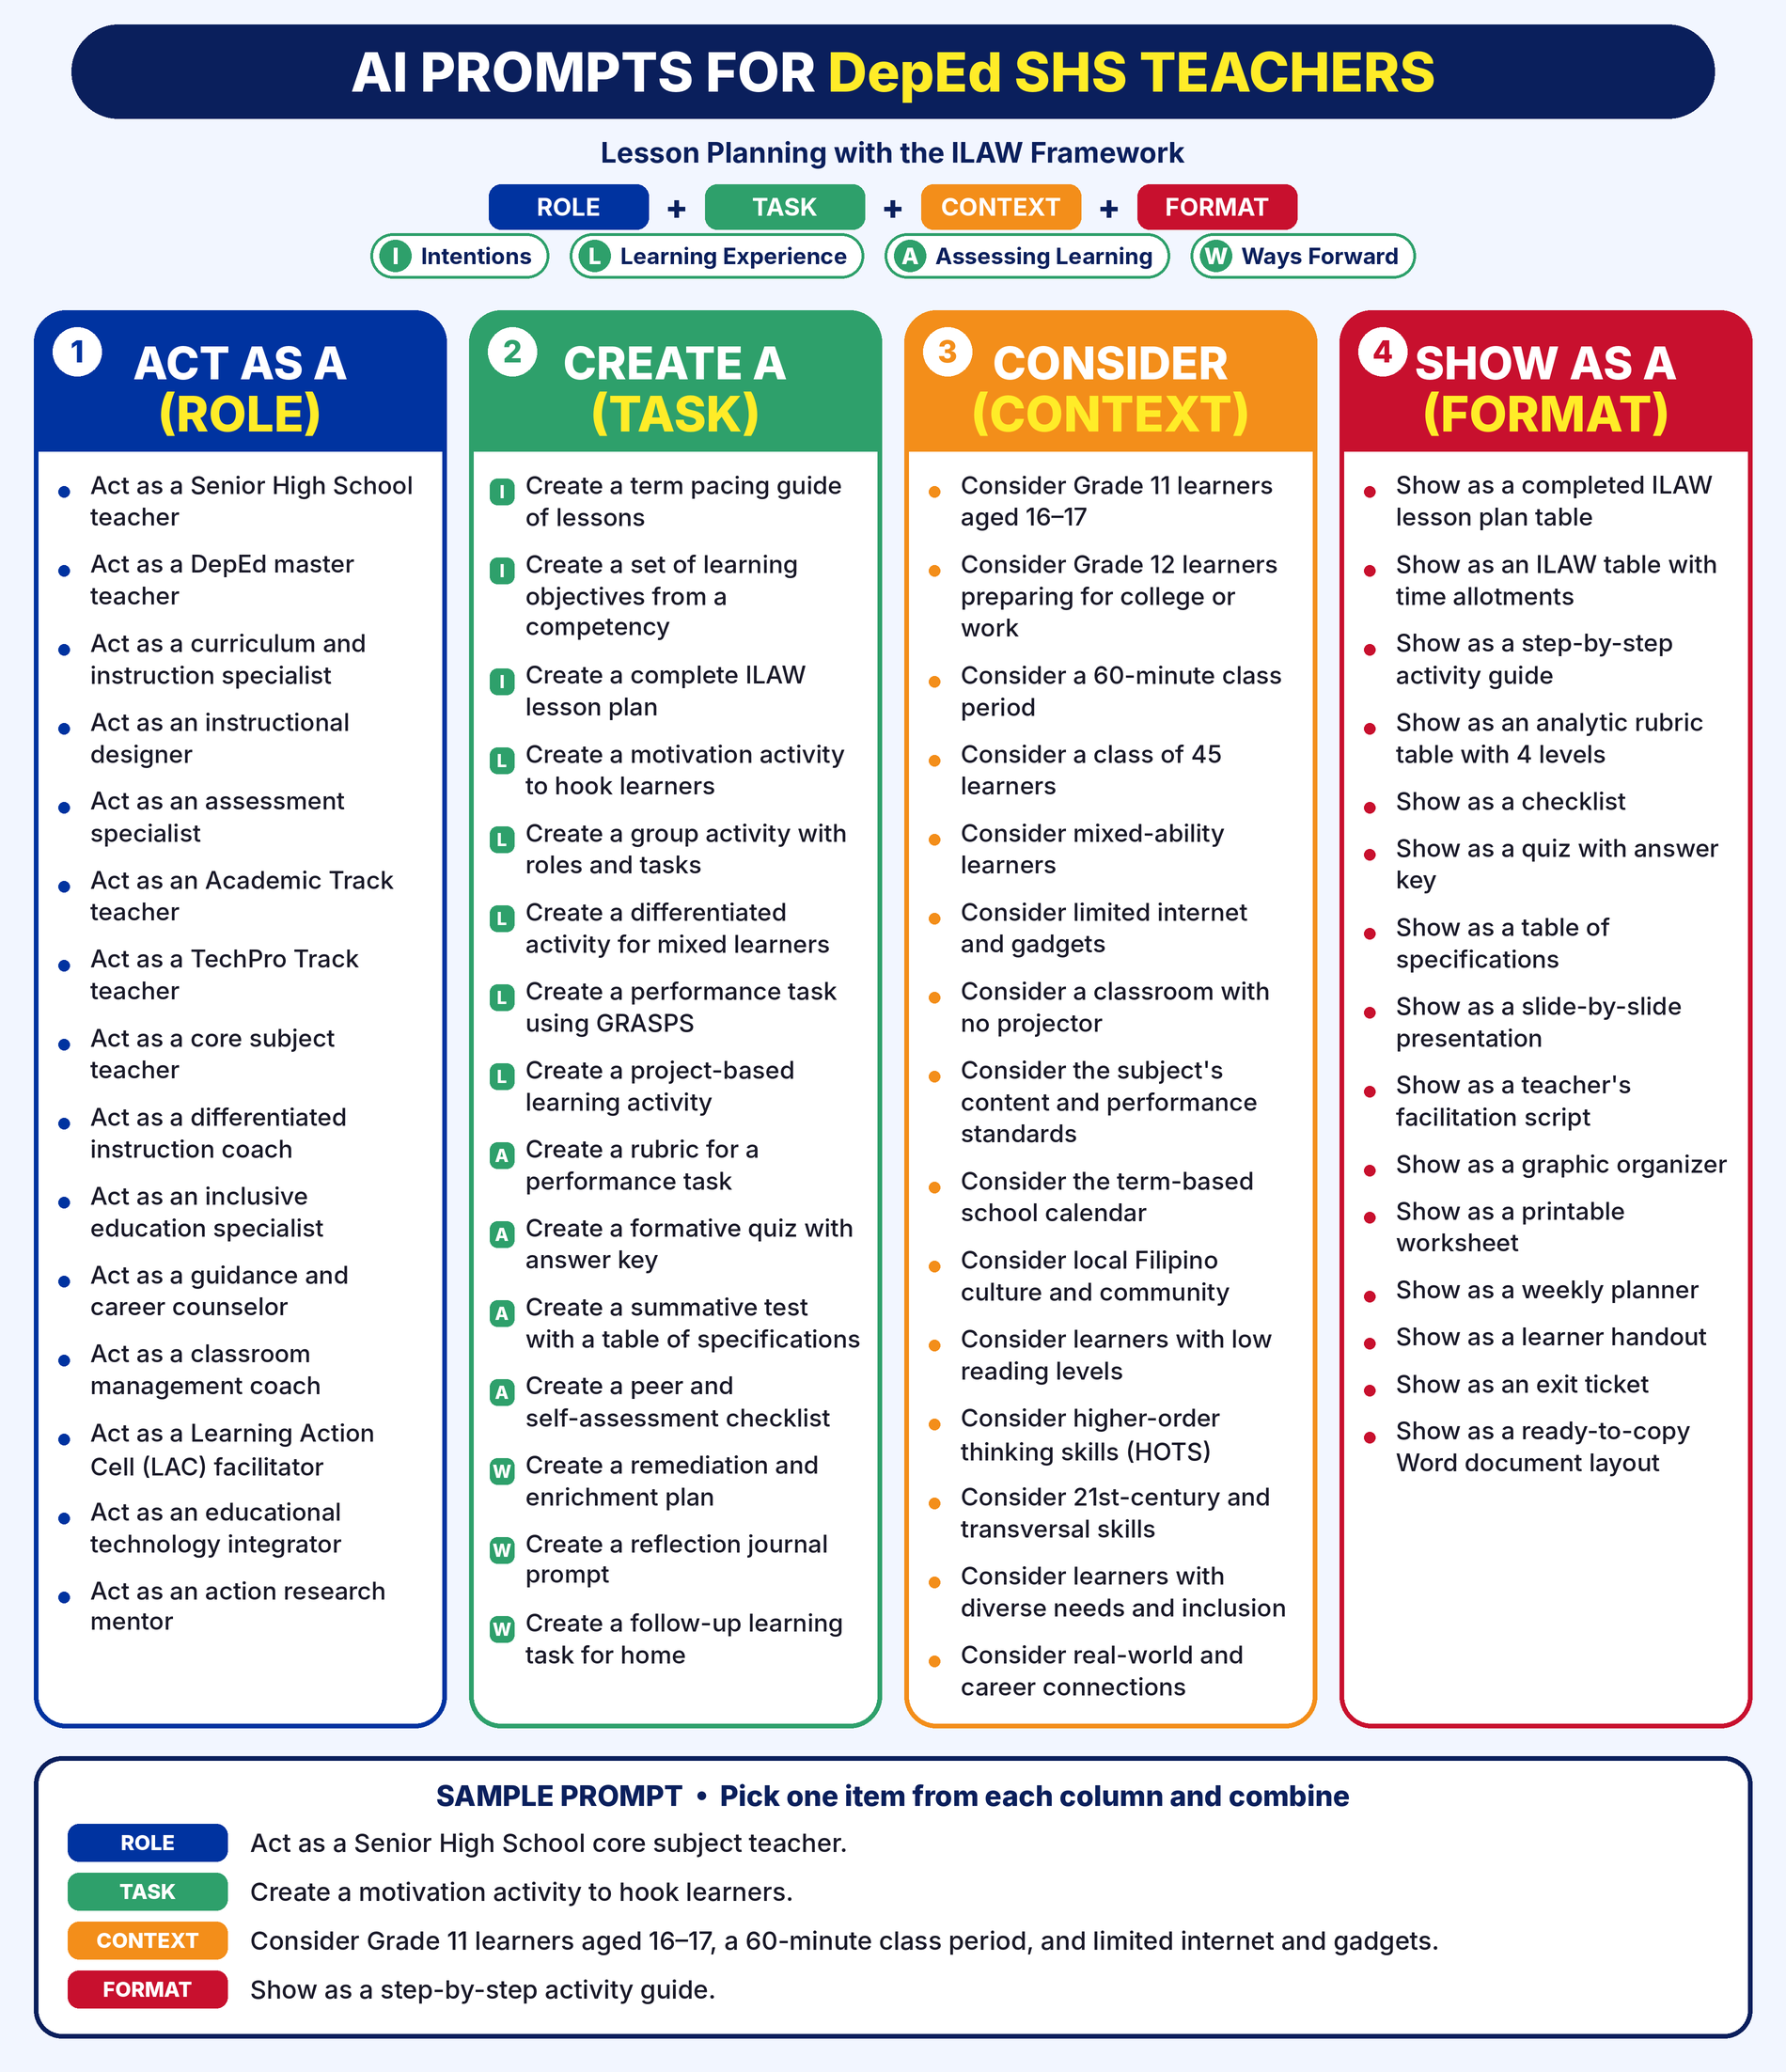 AI PROMPTS FOR DepEd SHS TEACHERS
Lesson Planning with the ILAW Framework
ROLE + TASK + CONTEXT + FORMAT
I Intentions L Learning Experience A Assessing Learning W Ways Forward
1 ACT AS A
(ROLE)
Act as a Senior High School
teacher
Act as a DepEd master
teacher
Act as a curriculum and
instruction specialist
Act as an instructional
designer
Act as an assessment
specialist
Act as an Academic Track
teacher
Act as a TechPro Track
teacher
Act as a core subject
teacher
Act as a differentiated
instruction coach
Act as an inclusive
education specialist
Act as a guidance and
career counselor
Act as a classroom
management coach
Act as a Learning Action
Cell (LAC) facilitator
Act as an educational
technology integrator
Act as an action research
mentor
2 CREATE A
(TASK)
I Create a term pacing guide
of lessons
I Create a set of learning
objectives from a
competency
I Create a complete ILAW
lesson plan
L Create a motivation activity
to hook learners
L Create a group activity with
roles and tasks
L Create a differentiated
activity for mixed learners
L Create a performance task
using GRASPS
L Create a project-based
learning activity
A Create a rubric for a
performance task
A Create a formative quiz with
answer key
A Create a summative test
with a table of specifications
A Create a peer and
self-assessment checklist
W Create a remediation and
enrichment plan
W Create a reflection journal
prompt
W Create a follow-up learning
task for home
3 CONSIDER
(CONTEXT)
Consider Grade 11 learners
aged 16–17
Consider Grade 12 learners
preparing for college or
work
Consider a 60-minute class
period
Consider a class of 45
learners
Consider mixed-ability
learners
Consider limited internet
and gadgets
Consider a classroom with
no projector
Consider the subject's
content and performance
standards
Consider the term-based
school calendar
Consider local Filipino
culture and community
Consider learners with low
reading levels
Consider higher-order
thinking skills (HOTS)
Consider 21st-century and
transversal skills
Consider learners with
diverse needs and inclusion
Consider real-world and
career connections
4 SHOW AS A
(FORMAT)
Show as a completed ILAW
lesson plan table
Show as an ILAW table with
time allotments
Show as a step-by-step
activity guide
Show as an analytic rubric
table with 4 levels
Show as a checklist
Show as a quiz with answer
key
Show as a table of
specifications
Show as a slide-by-slide
presentation
Show as a teacher's
facilitation script
Show as a graphic organizer
Show as a printable
worksheet
Show as a weekly planner
Show as a learner handout
Show as an exit ticket
Show as a ready-to-copy
Word document layout
SAMPLE PROMPT • Pick one item from each column and combine
ROLE Act as a Senior High School core subject teacher.
TASK Create a motivation activity to hook learners.
CONTEXT Consider Grade 11 learners aged 16–17, a 60-minute class period, and limited internet and gadgets.
FORMAT Show as a step-by-step activity guide.